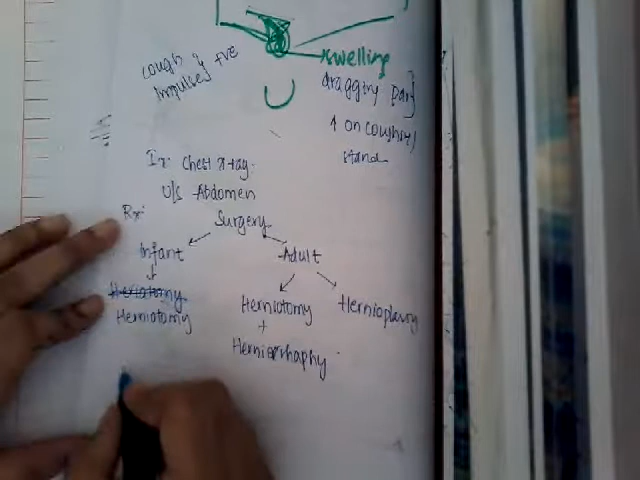 swelling
cough } +ve
impulse
dragging pain
↑ on coughing/
stand
Ix: Chest x-ray.
U/S Abdomen
Rx: Surgery
Infant
Adult
Herniotomy
Herniotomy
+
Herniorrhaphy
Hernioplasty